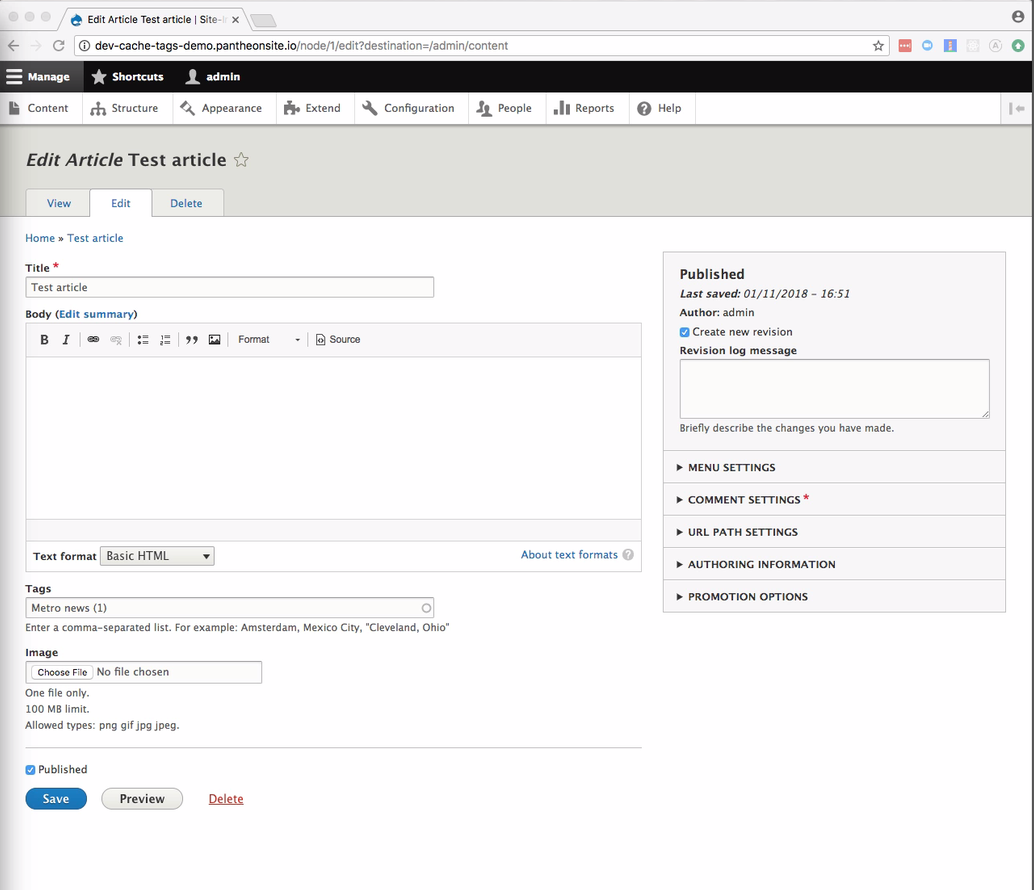 Edit Article Test article | Site-I
dev-cache-tags-demo.pantheonsite.io/node/1/edit?destination=/admin/content
Manage Shortcuts admin
Content Structure Appearance Extend Configuration People Reports Help
Edit Article Test article
View Edit Delete
Home » Test article
Title *
Test article
Body (Edit summary)
B I Format Source
Text format Basic HTML About text formats ?
Tags
Metro news (1)
Enter a comma-separated list. For example: Amsterdam, Mexico City, "Cleveland, Ohio"
Image
Choose File No file chosen
One file only.
100 MB limit.
Allowed types: png gif jpg jpeg.
Published
Save Preview Delete
Published
Last saved: 01/11/2018 - 16:51
Author: admin
Create new revision
Revision log message
Briefly describe the changes you have made.
MENU SETTINGS
COMMENT SETTINGS *
URL PATH SETTINGS
AUTHORING INFORMATION
PROMOTION OPTIONS